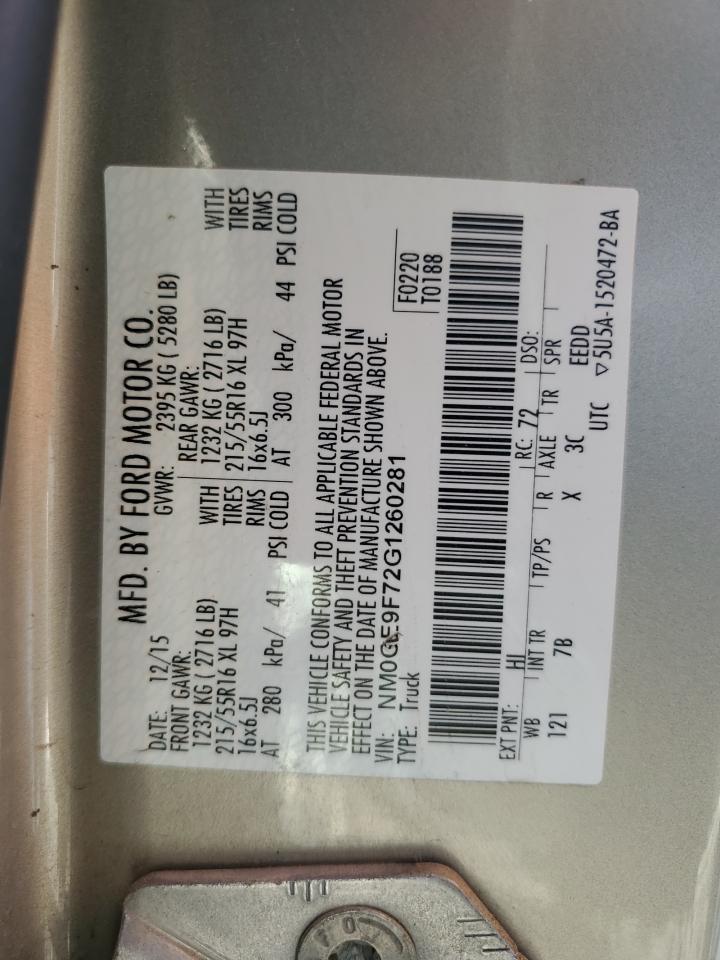 MFD. BY FORD MOTOR CO.
DATE: 12/15 GVWR: 2395 KG ( 5280 LB)
FRONT GAWR: REAR GAWR:
1232 KG ( 2716 LB) WITH 1232 KG ( 2716 LB) WITH
215/55R16 XL 97H TIRES 215/55R16 XL 97H TIRES
16x6.5J RIMS 16x6.5J RIMS
AT 280 kPa/ 41 PSI COLD AT 300 kPa/ 44 PSI COLD
THIS VEHICLE CONFORMS TO ALL APPLICABLE FEDERAL MOTOR
VEHICLE SAFETY AND THEFT PREVENTION STANDARDS IN
EFFECT ON THE DATE OF MANUFACTURE SHOWN ABOVE.
VIN: NM0GE9F72G1260281 F0220
TYPE: Truck T0188
EXT PNT: HI RC: 72 DSO:
WB INT TR TP/PS R AXLE TR SPR
121 7B X 3C EEDD
UTC ▽5U5A-1520472-BA